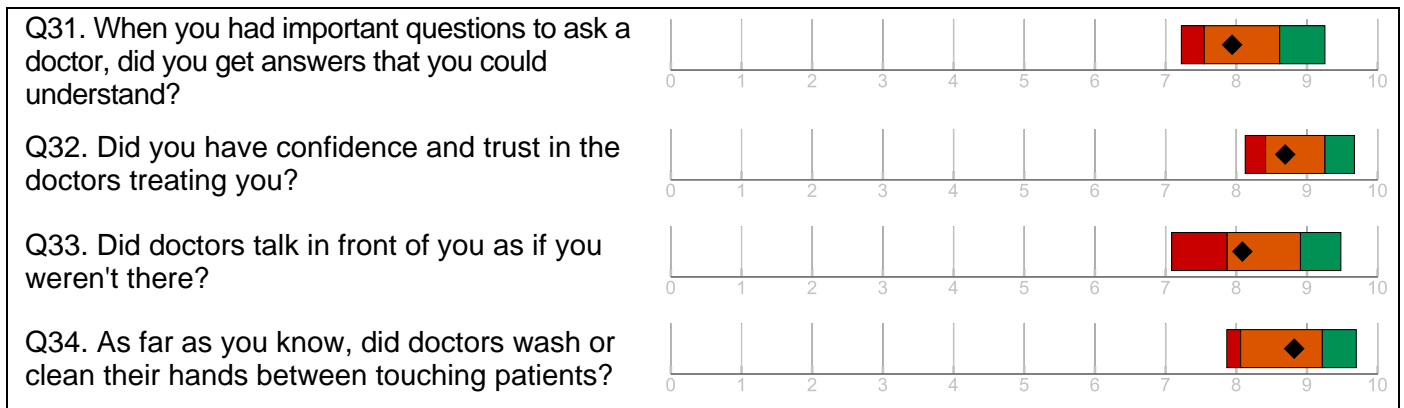 Q31. When you had important questions to ask a
doctor, did you get answers that you could
understand?
0 1 2 3 4 5 6 7 8 9 10
Q32. Did you have confidence and trust in the
doctors treating you?
0 1 2 3 4 5 6 7 8 9 10
Q33. Did doctors talk in front of you as if you
weren't there?
0 1 2 3 4 5 6 7 8 9 10
Q34. As far as you know, did doctors wash or
clean their hands between touching patients?
0 1 2 3 4 5 6 7 8 9 10